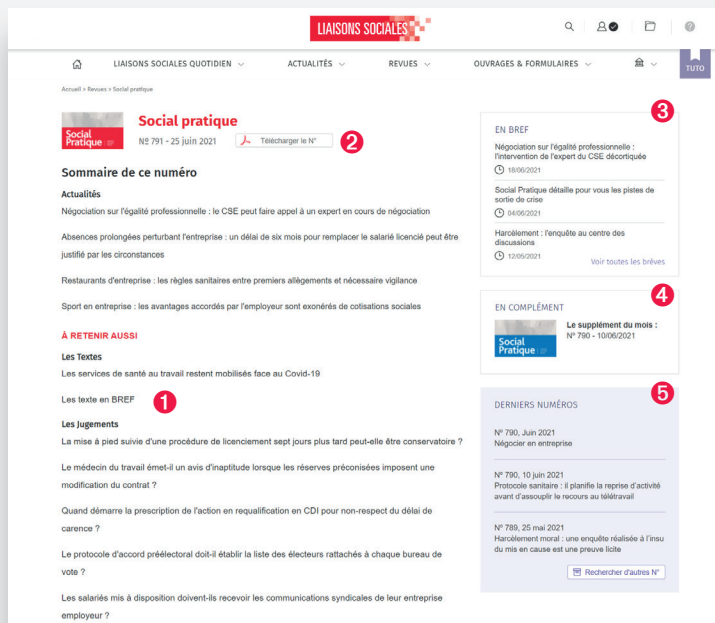 LIAISONS SOCIALES
LIAISONS SOCIALES QUOTIDIEN
ACTUALITÉS
REVUES
OUVRAGES & FORMULAIRES
TUTO
Accueil > Revues > Social pratique
Social
Pratique
Social pratique
Nº 791 - 25 juin 2021
Télécharger le N°
2
Sommaire de ce numéro
Actualités
Négociation sur l'égalité professionnelle : le CSE peut faire appel à un expert en cours de négociation
Absences prolongées perturbant l'entreprise : un délai de six mois pour remplacer le salarié licencié peut être
justifié par les circonstances
Restaurants d'entreprise : les règles sanitaires entre premiers allègements et nécessaire vigilance
Sport en entreprise : les avantages accordés par l'employeur sont exonérés de cotisations sociales
À RETENIR AUSSI
Les Textes
Les services de santé au travail restent mobilisés face au Covid-19
Les texte en BREF
1
Les Jugements
La mise à pied suivie d'une procédure de licenciement sept jours plus tard peut-elle être conservatoire ?
Le médecin du travail émet-il un avis d'inaptitude lorsque les réserves préconisées imposent une
modification du contrat ?
Quand démarre la prescription de l'action en requalification en CDI pour non-respect du délai de
carence ?
Le protocole d'accord préélectoral doit-il établir la liste des électeurs rattachés à chaque bureau de
vote ?
Les salariés mis à disposition doivent-ils recevoir les communications syndicales de leur entreprise
employeur ?
3
EN BREF
Négociation sur l'égalité professionnelle :
l'intervention de l'expert du CSE décortiquée
18/06/2021
Social Pratique détaille pour vous les pistes de
sortie de crise
04/06/2021
Harcèlement : l'enquête au centre des
discussions
12/05/2021
Voir toutes les brèves
4
EN COMPLÉMENT
Social
Pratique
Le supplément du mois :
N° 790 - 10/06/2021
5
DERNIERS NUMÉROS
N° 790, Juin 2021
Négocier en entreprise
N° 790, 10 juin 2021
Protocole sanitaire : il planifie la reprise d'activité
avant d'assouplir le recours au télétravail
N° 789, 25 mai 2021
Harcèlement moral : une enquête réalisée à l'insu
du mis en cause est une preuve licite
Rechercher d'autres N°